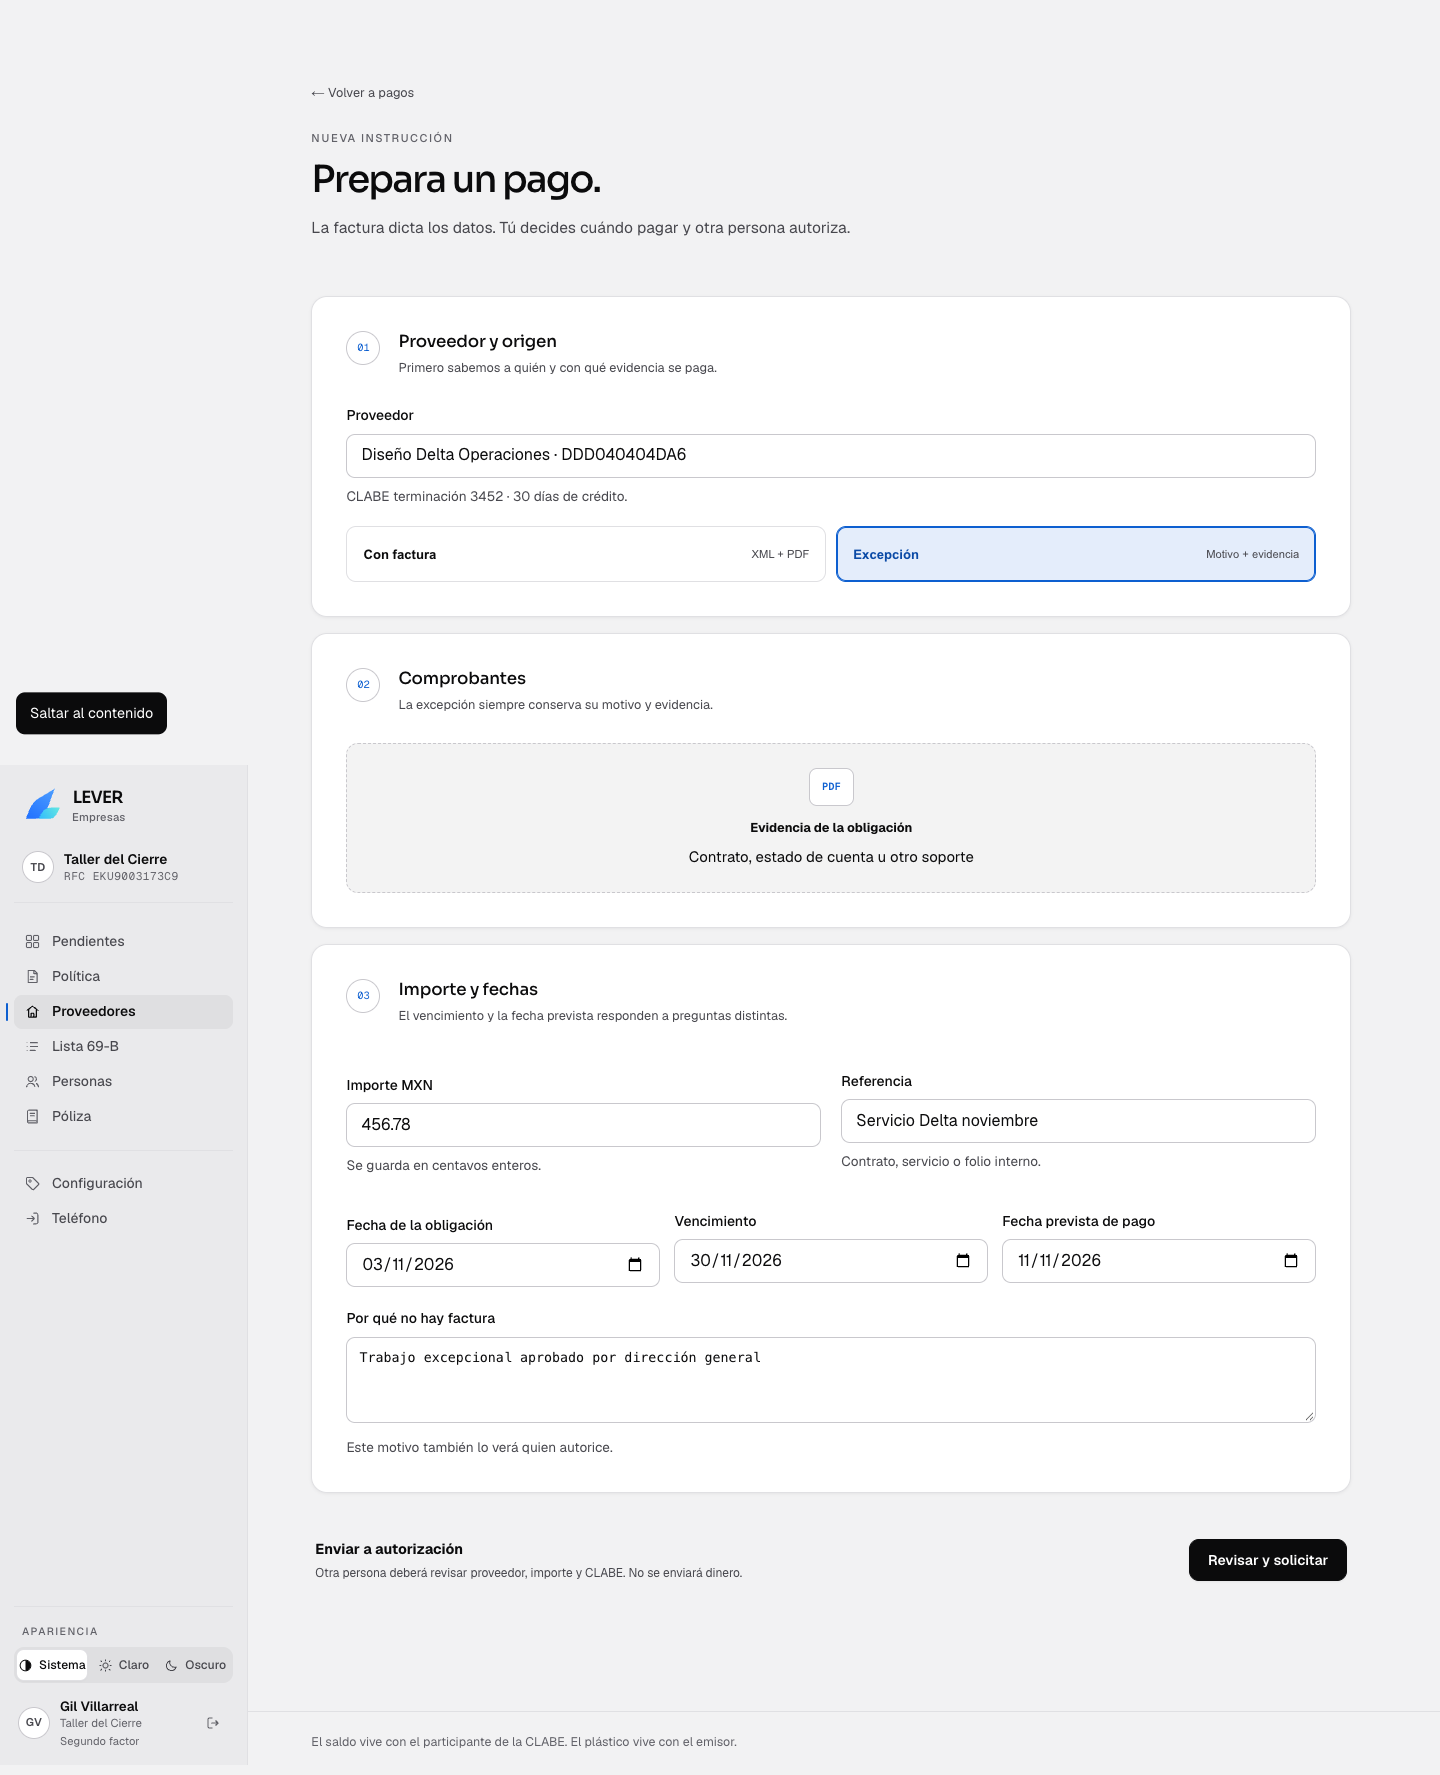 ← Volver a pagos
NUEVA INSTRUCCIÓN
Prepara un pago.
La factura dicta los datos. Tú decides cuándo pagar y otra persona autoriza.
01
Proveedor y origen
Primero sabemos a quién y con qué evidencia se paga.
Proveedor
Diseño Delta Operaciones · DDD040404DA6
CLABE terminación 3452 · 30 días de crédito.
Con factura XML + PDF
Excepción Motivo + evidencia
02
Comprobantes
La excepción siempre conserva su motivo y evidencia.
PDF
Evidencia de la obligación
Contrato, estado de cuenta u otro soporte
03
Importe y fechas
El vencimiento y la fecha prevista responden a preguntas distintas.
Importe MXN
456.78
Se guarda en centavos enteros.
Referencia
Servicio Delta noviembre
Contrato, servicio o folio interno.
Fecha de la obligación
03/11/2026
Vencimiento
30/11/2026
Fecha prevista de pago
11/11/2026
Por qué no hay factura
Trabajo excepcional aprobado por dirección general
Este motivo también lo verá quien autorice.
Enviar a autorización
Otra persona deberá revisar proveedor, importe y CLABE. No se enviará dinero.
Revisar y solicitar
Saltar al contenido
LEVER
Empresas
TD
Taller del Cierre
RFC EKU9003173C9
Pendientes
Política
Proveedores
Lista 69-B
Personas
Póliza
Configuración
Teléfono
APARIENCIA
Sistema Claro Oscuro
GV
Gil Villarreal
Taller del Cierre
Segundo factor
El saldo vive con el participante de la CLABE. El plástico vive con el emisor.